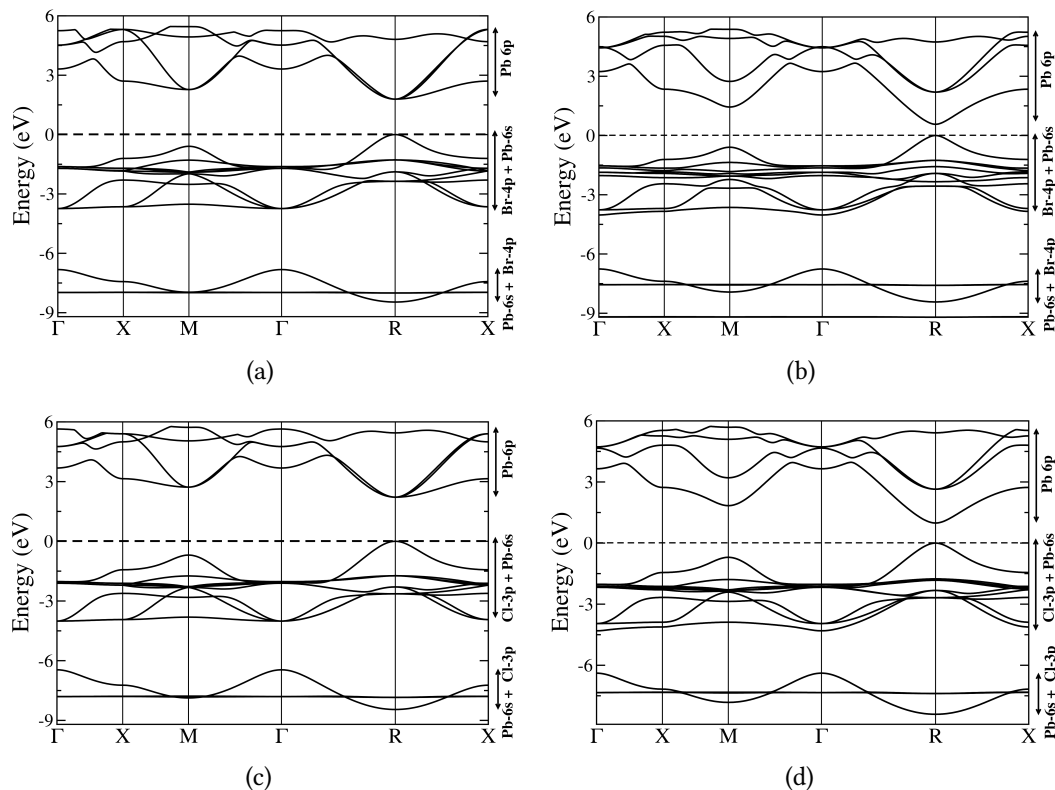 6
3
0
-3
-6
-9
Energy (eV)
Γ X M Γ R X
Pb 6p
Br-4p + Pb-6s
Pb-6s + Br-4p
(a)
6
3
0
-3
-6
-9
Energy (eV)
Γ X M Γ R X
Pb 6p
Br-4p + Pb-6s
Pb-6s + Br-4p
(b)
6
3
0
-3
-6
-9
Energy (eV)
Γ X M Γ R X
Pb-6p
Cl-3p + Pb-6s
Pb-6s + Cl-3p
(c)
6
3
0
-3
-6
Energy (eV)
Γ X M Γ R X
Pb 6p
Cl-3p + Pb-6s
Pb-6s + Cl-3p
(d)